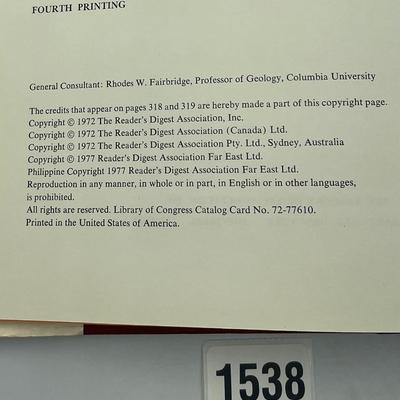 FOURTH PRINTING
General Consultant: Rhodes W. Fairbridge, Professor of Geology, Columbia University
The credits that appear on pages 318 and 319 are hereby made a part of this copyright page.
Copyright © 1972 The Reader's Digest Association, Inc.
Copyright © 1972 The Reader's Digest Association (Canada) Ltd.
Copyright © 1972 The Reader's Digest Association Pty. Ltd., Sydney, Australia
Copyright © 1977 Reader's Digest Association Far East Ltd.
Philippine Copyright 1977 Reader's Digest Association Far East Ltd.
Reproduction in any manner, in whole or in part, in English or in other languages,
is prohibited.
All rights are reserved. Library of Congress Catalog Card No. 72-77610.
Printed in the United States of America.
1538